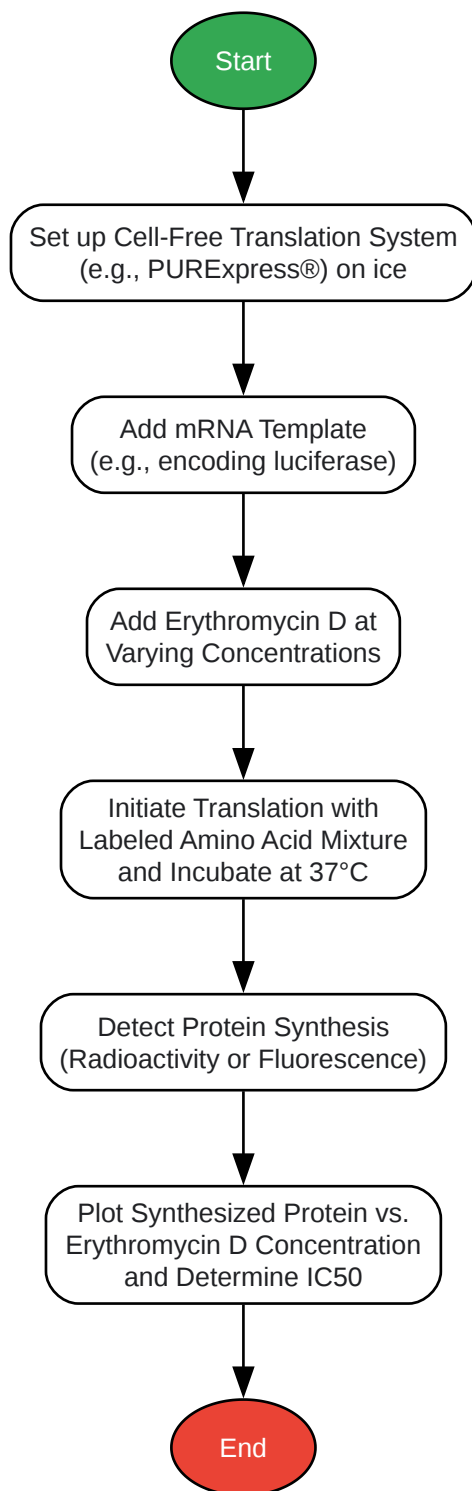 Start
Set up Cell-Free Translation System
(e.g., PURExpress®) on ice
Add mRNA Template
(e.g., encoding luciferase)
Add Erythromycin D at
Varying Concentrations
Initiate Translation with
Labeled Amino Acid Mixture
and Incubate at 37°C
Detect Protein Synthesis
(Radioactivity or Fluorescence)
Plot Synthesized Protein vs.
Erythromycin D Concentration
and Determine IC50
End